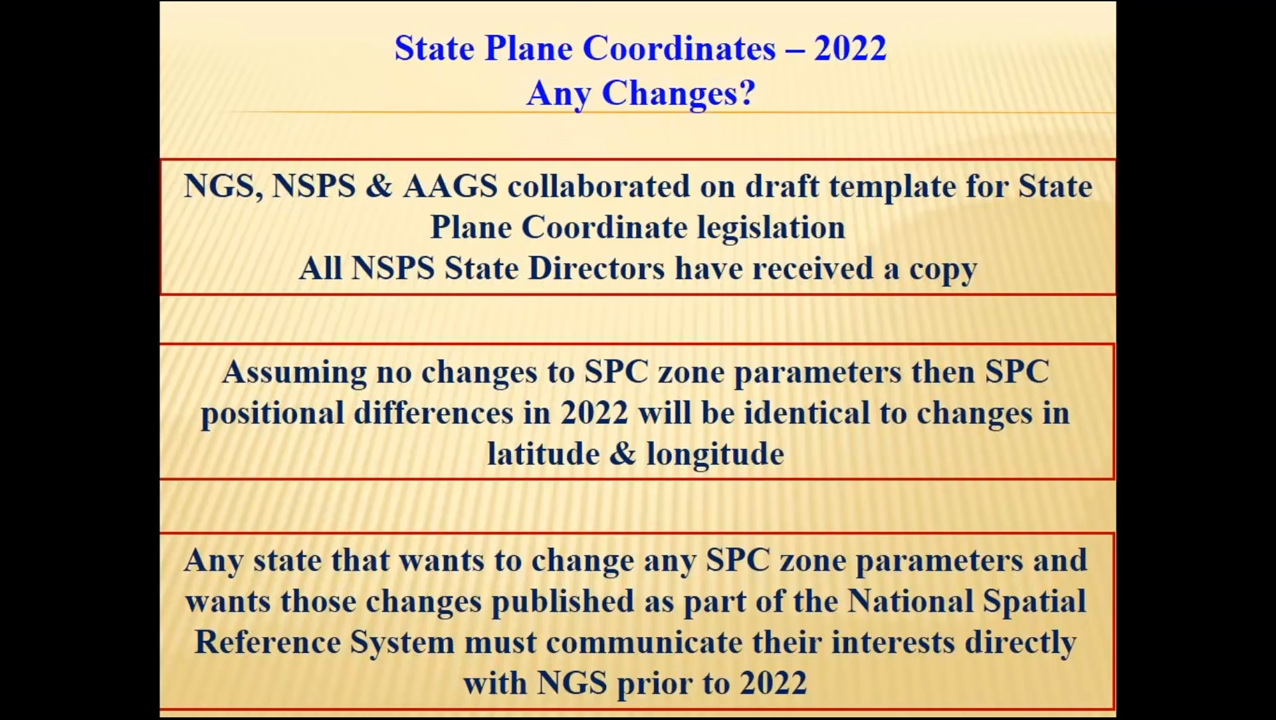 State Plane Coordinates – 2022
Any Changes?
NGS, NSPS & AAGS collaborated on draft template for State
Plane Coordinate legislation
All NSPS State Directors have received a copy
Assuming no changes to SPC zone parameters then SPC
positional differences in 2022 will be identical to changes in
latitude & longitude
Any state that wants to change any SPC zone parameters and
wants those changes published as part of the National Spatial
Reference System must communicate their interests directly
with NGS prior to 2022